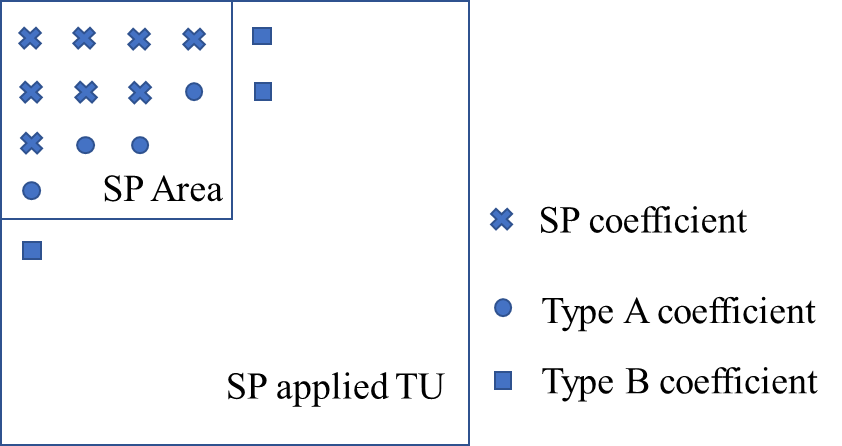 SP Area
SP coefficient
Type A coefficient
Type B coefficient
SP applied TU